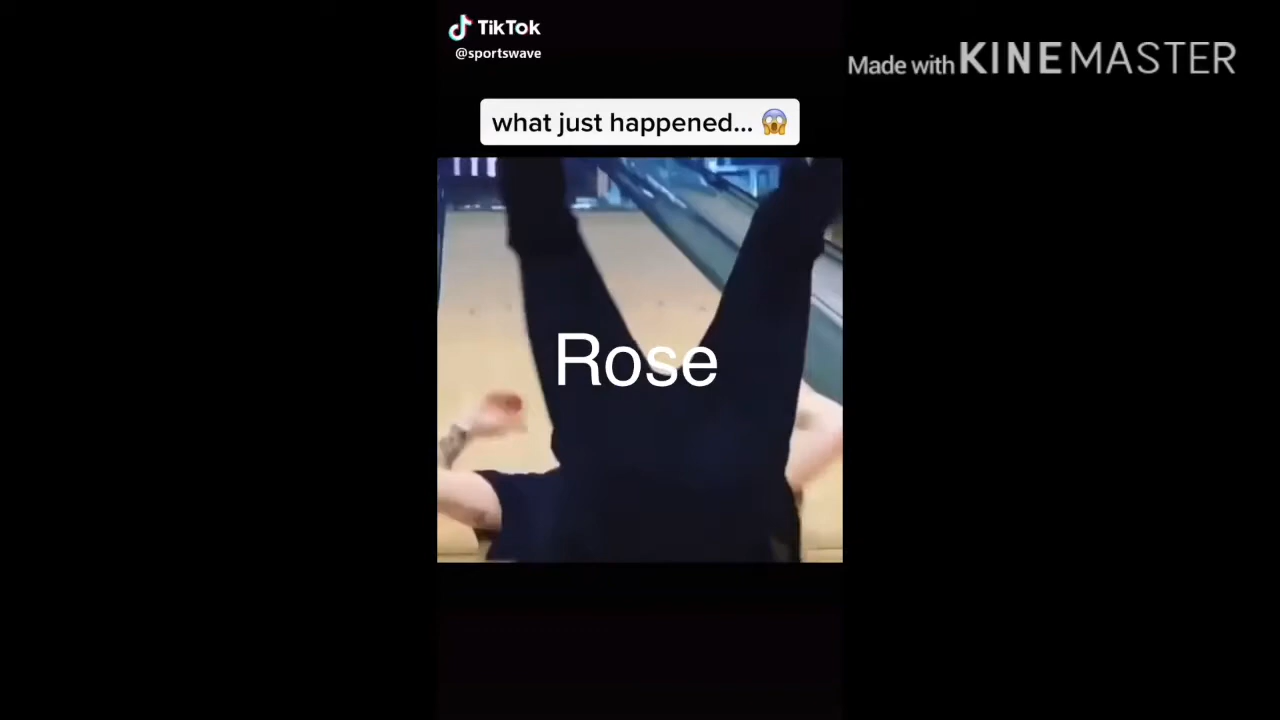 TikTok
@sportswave
Made with KINEMASTER
what just happened... 😱
Rose